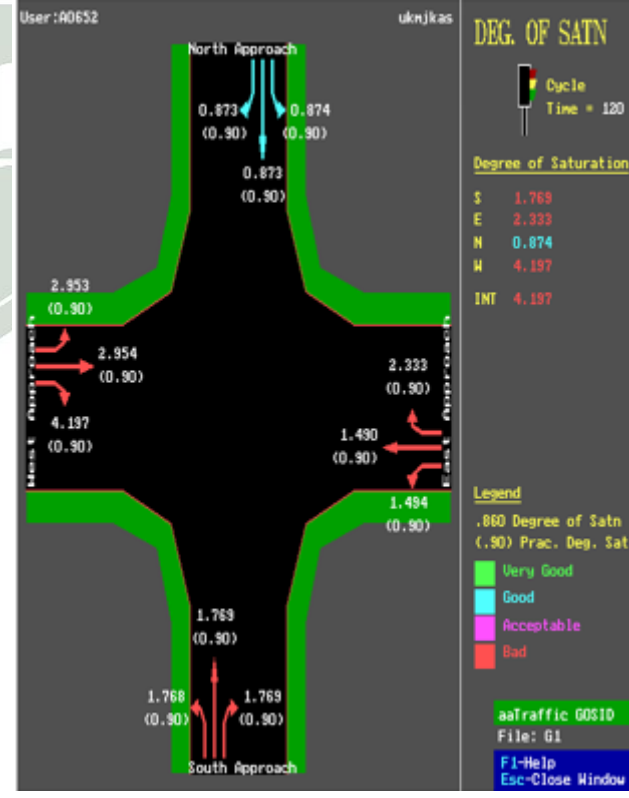 User:A0652
ukmjkas
North Approach
0.873
(0.90)
0.874
(0.90)
0.873
(0.90)
2.953
(0.90)
West Approach
2.954
(0.90)
4.197
(0.90)
2.333
(0.90)
East Approach
1.490
(0.90)
1.494
(0.90)
1.769
(0.90)
1.768
(0.90)
1.769
(0.90)
South Approach
DEG. OF SATN
Cycle
Time = 120
Degree of Saturation
S 1.769
E 2.333
N 0.874
W 4.197
INT 4.197
Legend
.860 Degree of Satn
(.90) Prac. Deg. Sat
Very Good
Good
Acceptable
Bad
aaTraffic GOSID
File: G1
F1-Help
Esc-Close Window